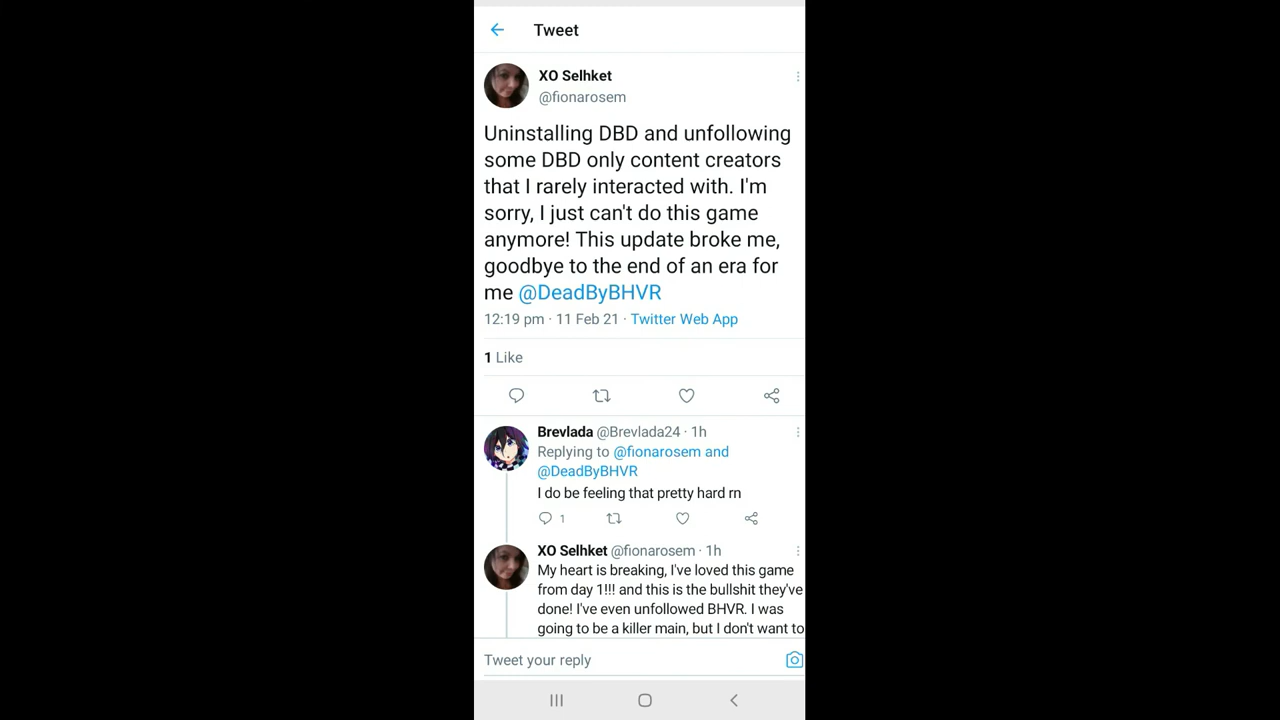 Tweet
XO Selhket
@fionarosem
Uninstalling DBD and unfollowing
some DBD only content creators
that I rarely interacted with. I'm
sorry, I just can't do this game
anymore! This update broke me,
goodbye to the end of an era for
me @DeadByBHVR
12:19 pm · 11 Feb 21 · Twitter Web App
1 Like
Brevlada @Brevlada24 · 1h
Replying to @fionarosem and
@DeadByBHVR
I do be feeling that pretty hard rn
1
XO Selhket @fionarosem · 1h
My heart is breaking, I've loved this game
from day 1!!! and this is the bullshit they've
done! I've even unfollowed BHVR. I was
going to be a killer main, but I don't want to
Tweet your reply